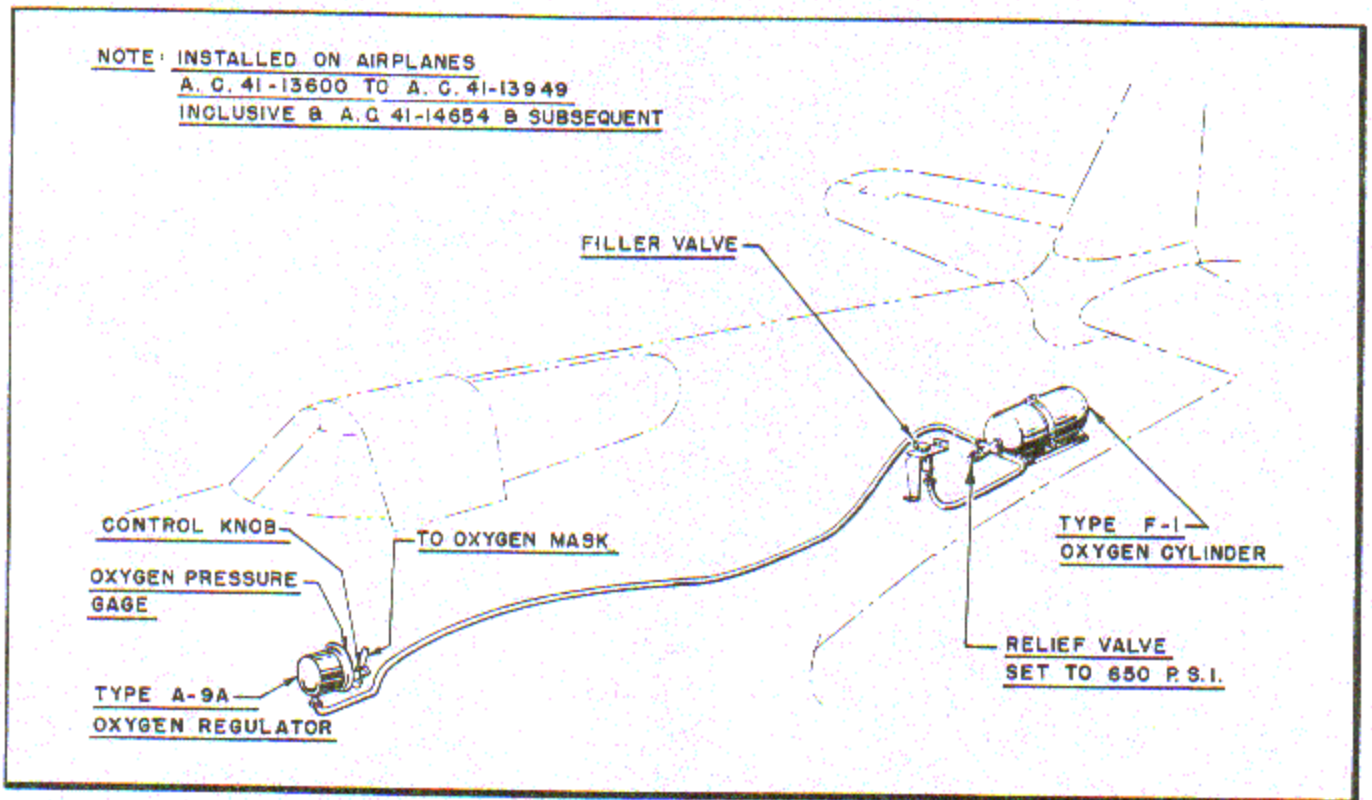 NOTE: INSTALLED ON AIRPLANES
A. C. 41-13600 TO A. C. 41-13949
INCLUSIVE & A.C. 41-14654 & SUBSEQUENT
FILLER VALVE
CONTROL KNOB
TO OXYGEN MASK
OXYGEN PRESSURE
GAGE
TYPE A-9A
OXYGEN REGULATOR
TYPE F-1
OXYGEN CYLINDER
RELIEF VALVE
SET TO 650 P.S.I.